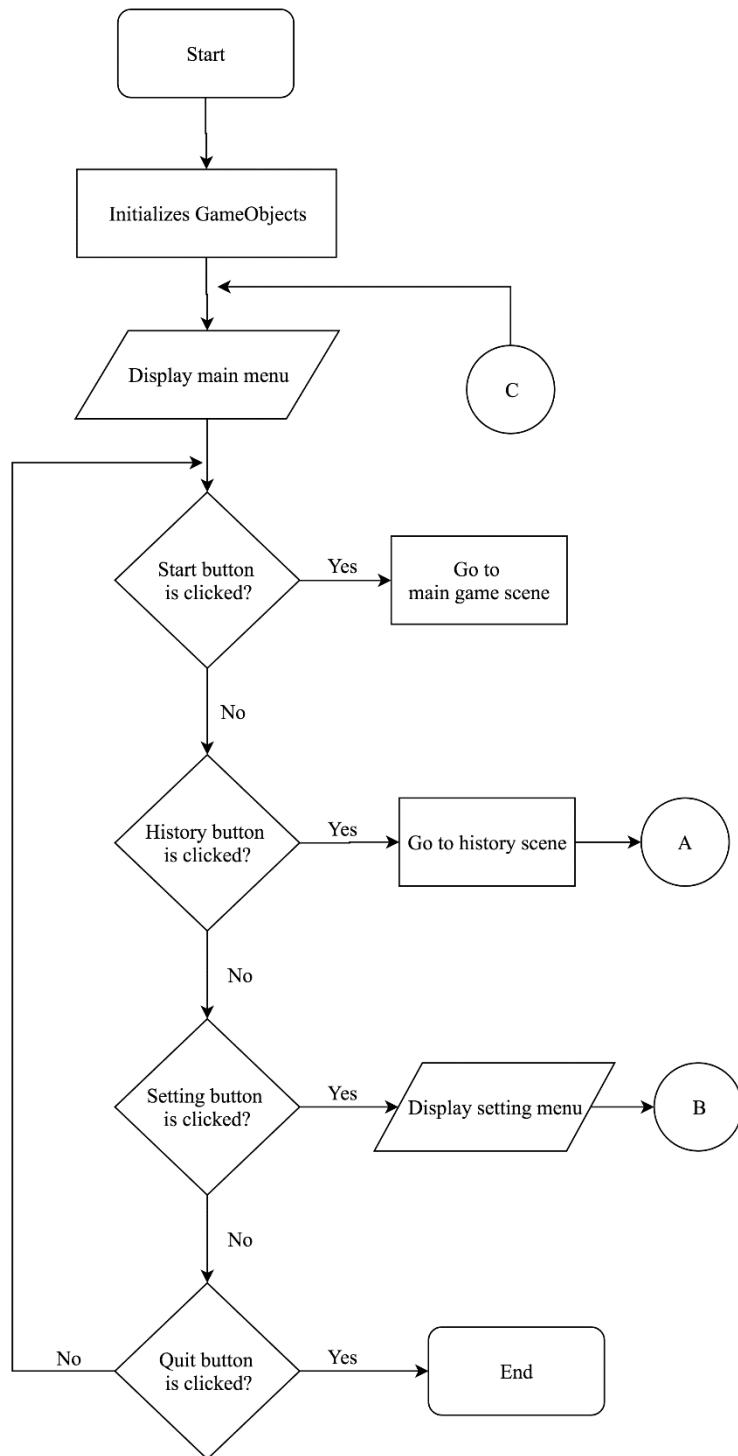 Start
Initializes GameObjects
Display main menu
C
Start button
is clicked?
Yes
Go to
main game scene
No
History button
is clicked?
Yes
Go to history scene
A
No
Setting button
is clicked?
Yes
Display setting menu
B
No
No
Quit button
is clicked?
Yes
End